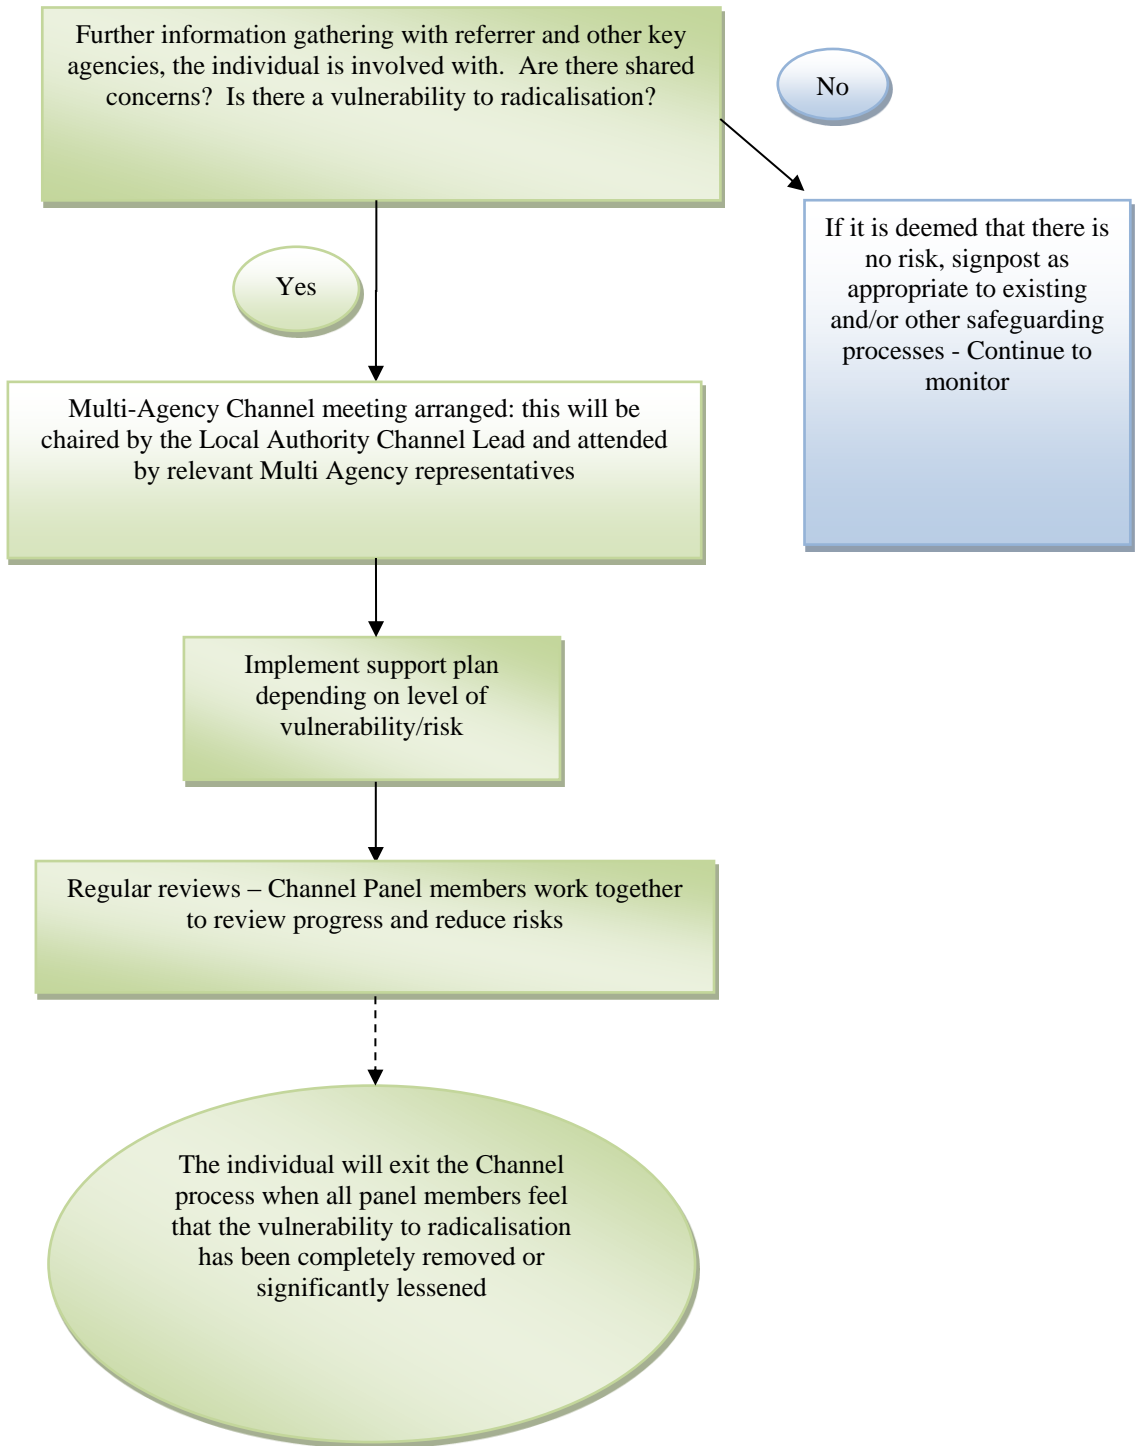 Further information gathering with referrer and other key
agencies, the individual is involved with.  Are there shared
concerns?  Is there a vulnerability to radicalisation?
No
If it is deemed that there is
no risk, signpost as
appropriate to existing
and/or other safeguarding
processes - Continue to
monitor
Yes
Multi-Agency Channel meeting arranged: this will be
chaired by the Local Authority Channel Lead and attended
by relevant Multi Agency representatives
Implement support plan
depending on level of
vulnerability/risk
Regular reviews – Channel Panel members work together
to review progress and reduce risks
The individual will exit the Channel
process when all panel members feel
that the vulnerability to radicalisation
has been completely removed or
significantly lessened